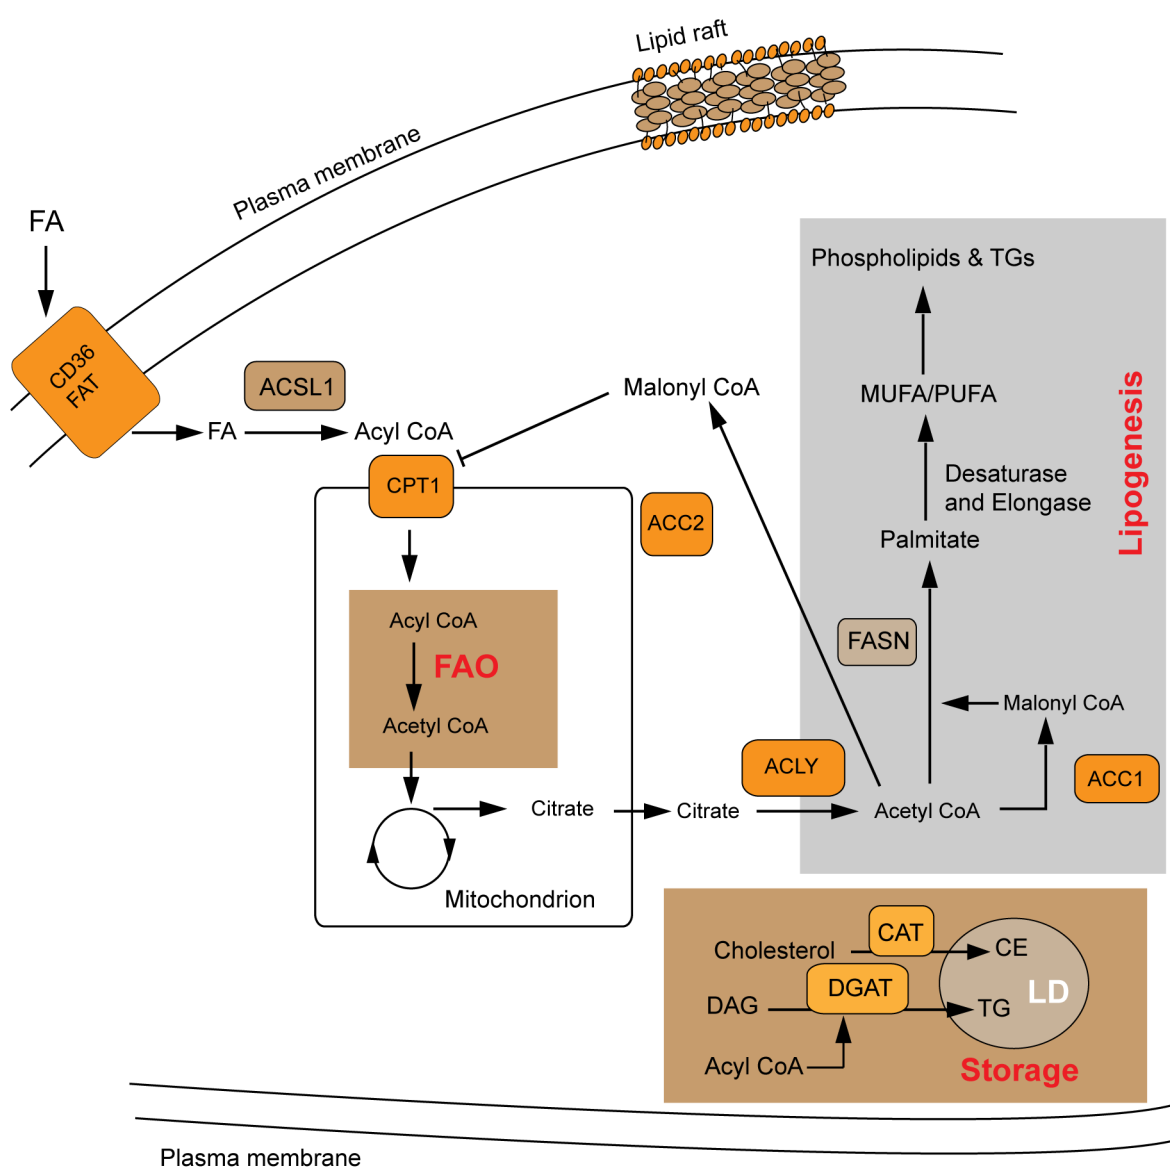 Lipid raft
Plasma membrane
FA
CD36
FAT
ACSL1
FA
Acyl CoA
Malonyl CoA
CPT1
ACC2
Acyl CoA
FAO
Acetyl CoA
Citrate
Mitochondrion
Citrate
ACLY
Phospholipids & TGs
MUFA/PUFA
Desaturase
and Elongase
Palmitate
Lipogenesis
FASN
Malonyl CoA
ACC1
Acetyl CoA
Cholesterol
CAT
CE
DAG
DGAT
TG
LD
Acyl CoA
Storage
Plasma membrane